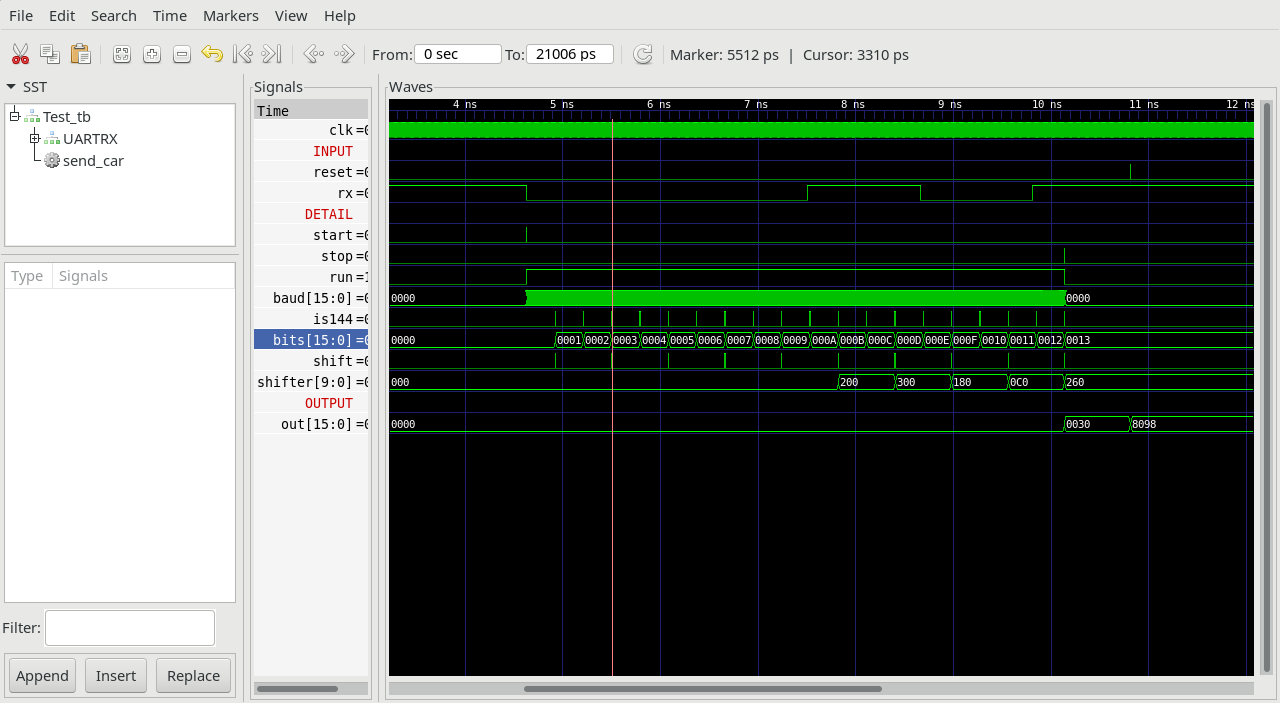 File Edit Search Time Markers View Help
From: 0 sec To: 21006 ps Marker: 5512 ps | Cursor: 3310 ps
SST
Test_tb
UARTRX
send_car
Type Signals
Filter:
Append Insert Replace
Signals
Time
clk =0
INPUT
reset =0
rx =0
DETAIL
start =0
stop =0
run =1
baud[15:0] =0
is144 =0
bits[15:0] =0
shift =0
shifter[9:0] =0
OUTPUT
out[15:0] =0
Waves
4 ns 5 ns 6 ns 7 ns 8 ns 9 ns 10 ns 11 ns 12 ns
0000 0000
0000 0001 0002 0003 0004 0005 0006 0007 0008 0009 000A 000B 000C 000D 000E 000F 0010 0011 0012 0013
000 200 300 180 0C0 260
0000 0030 8098